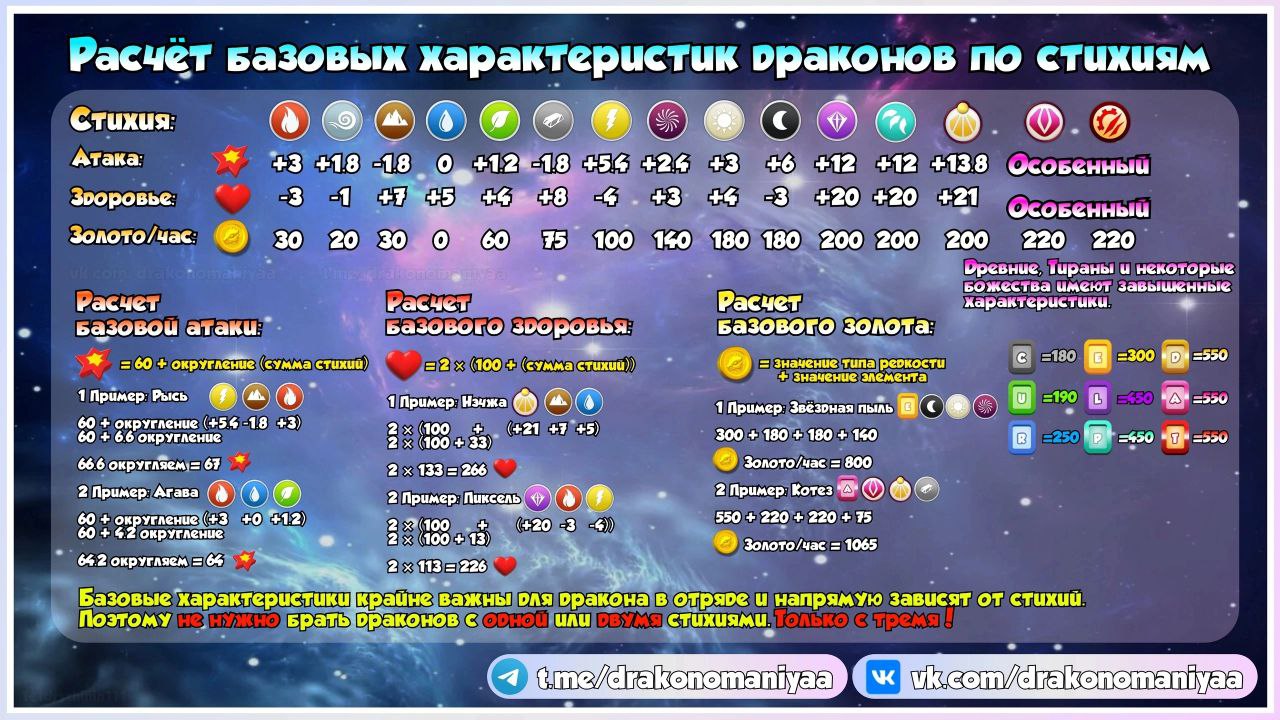 Расчёт базовых характеристик драконов по стихиям
Стихия:
Атака: +3 +1.8 -1.8 0 +1.2 -1.8 +5.4 +2.4 +3 +6 +12 +12 +13.8 Особенный
Здоровье: -3 -1 +7 +5 +4 +8 -4 +3 +4 -3 +20 +20 +21 Особенный
Золото/час: 30 20 30 0 60 75 100 140 180 180 200 200 200 220 220
vk.com/drakonomaniyaa t.me/drakonomaniyaa
Древние, Тираны и некоторые
божества имеют завышенные
характеристики.
Расчет
базовой атаки:
= 60 + округление (сумма стихий)
1 Пример: Рысь
60 + округление (+5.4 -1.8 +3)
60 + 6.6 округление
66.6 округляем = 67
2 Пример: Агава
60 + округление (+3 +0 +1.2)
60 + 4.2 округление
64.2 округляем = 64
Расчет
базового здоровья:
= 2 × (100 + (сумма стихий))
1 Пример: Нэчжа
2 × (100 + (+21 +7 +5)
2 × (100 + 33)
2 × 133 = 266
2 Пример: Пиксель
2 × (100 + (+20 -3 -4))
2 × (100 + 13)
2 × 113 = 226
Расчет
базового золота:
= значение типа редкости
+ значение элемента
1 Пример: Звёздная пыль E
300 + 180 + 180 + 140
Золото/час = 800
2 Пример: Котез A
550 + 220 + 220 + 75
Золото/час = 1065
C =180 E =300 D =550
U =190 L =450 A =550
R =250 P =450 T =550
Базовые характеристики крайне важны для дракона в отряде и напрямую зависят от стихий.
Поэтому не нужно брать драконов с одной или двумя стихиями. Только с тремя!
t.me/drakonomaniyaa vk.com/drakonomaniyaa